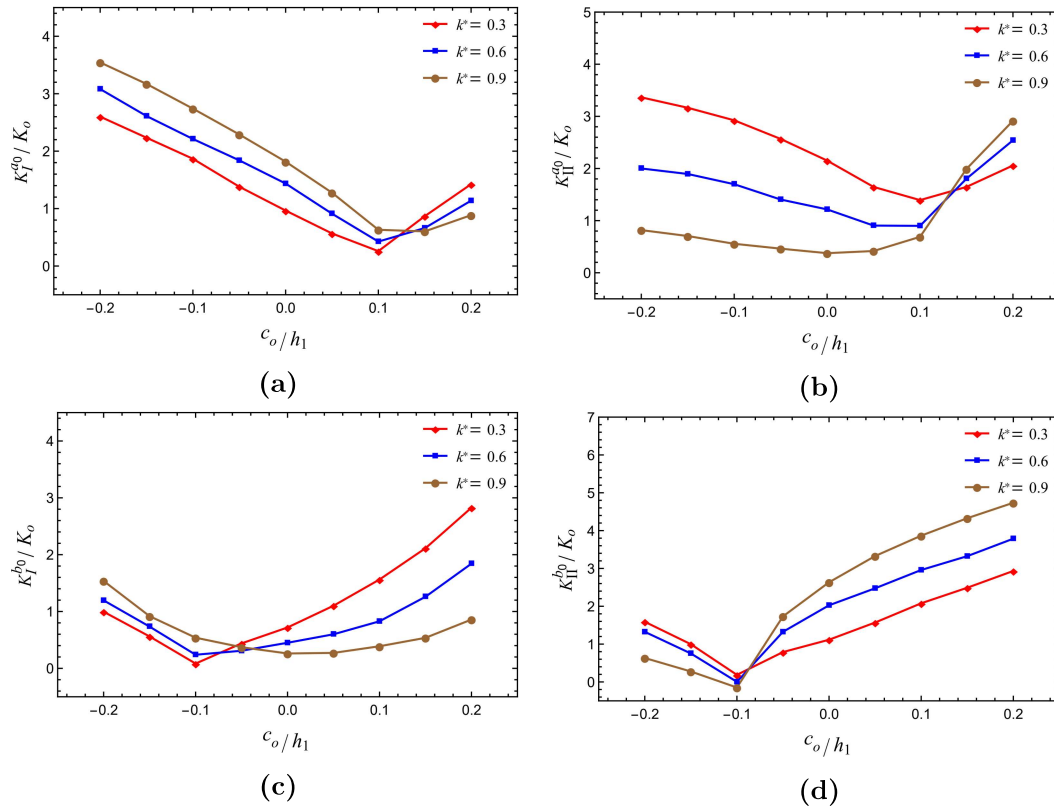 k* = 0.3
k* = 0.6
k* = 0.9
K_I^{a_0} / K_o
4
3
2
1
0
−0.2 −0.1 0.0 0.1 0.2
c_o / h_1
(a)
k* = 0.3
k* = 0.6
k* = 0.9
K_{II}^{a_0} / K_o
5
4
3
2
1
0
−0.2 −0.1 0.0 0.1 0.2
c_o / h_1
(b)
k* = 0.3
k* = 0.6
k* = 0.9
K_I^{b_0} / K_o
4
3
2
1
0
−0.2 −0.1 0.0 0.1 0.2
c_o / h_1
(c)
k* = 0.3
k* = 0.6
k* = 0.9
K_{II}^{b_0} / K_o
7
6
5
4
3
2
1
0
−0.2 −0.1 0.0 0.1 0.2
c_o / h_1
(d)